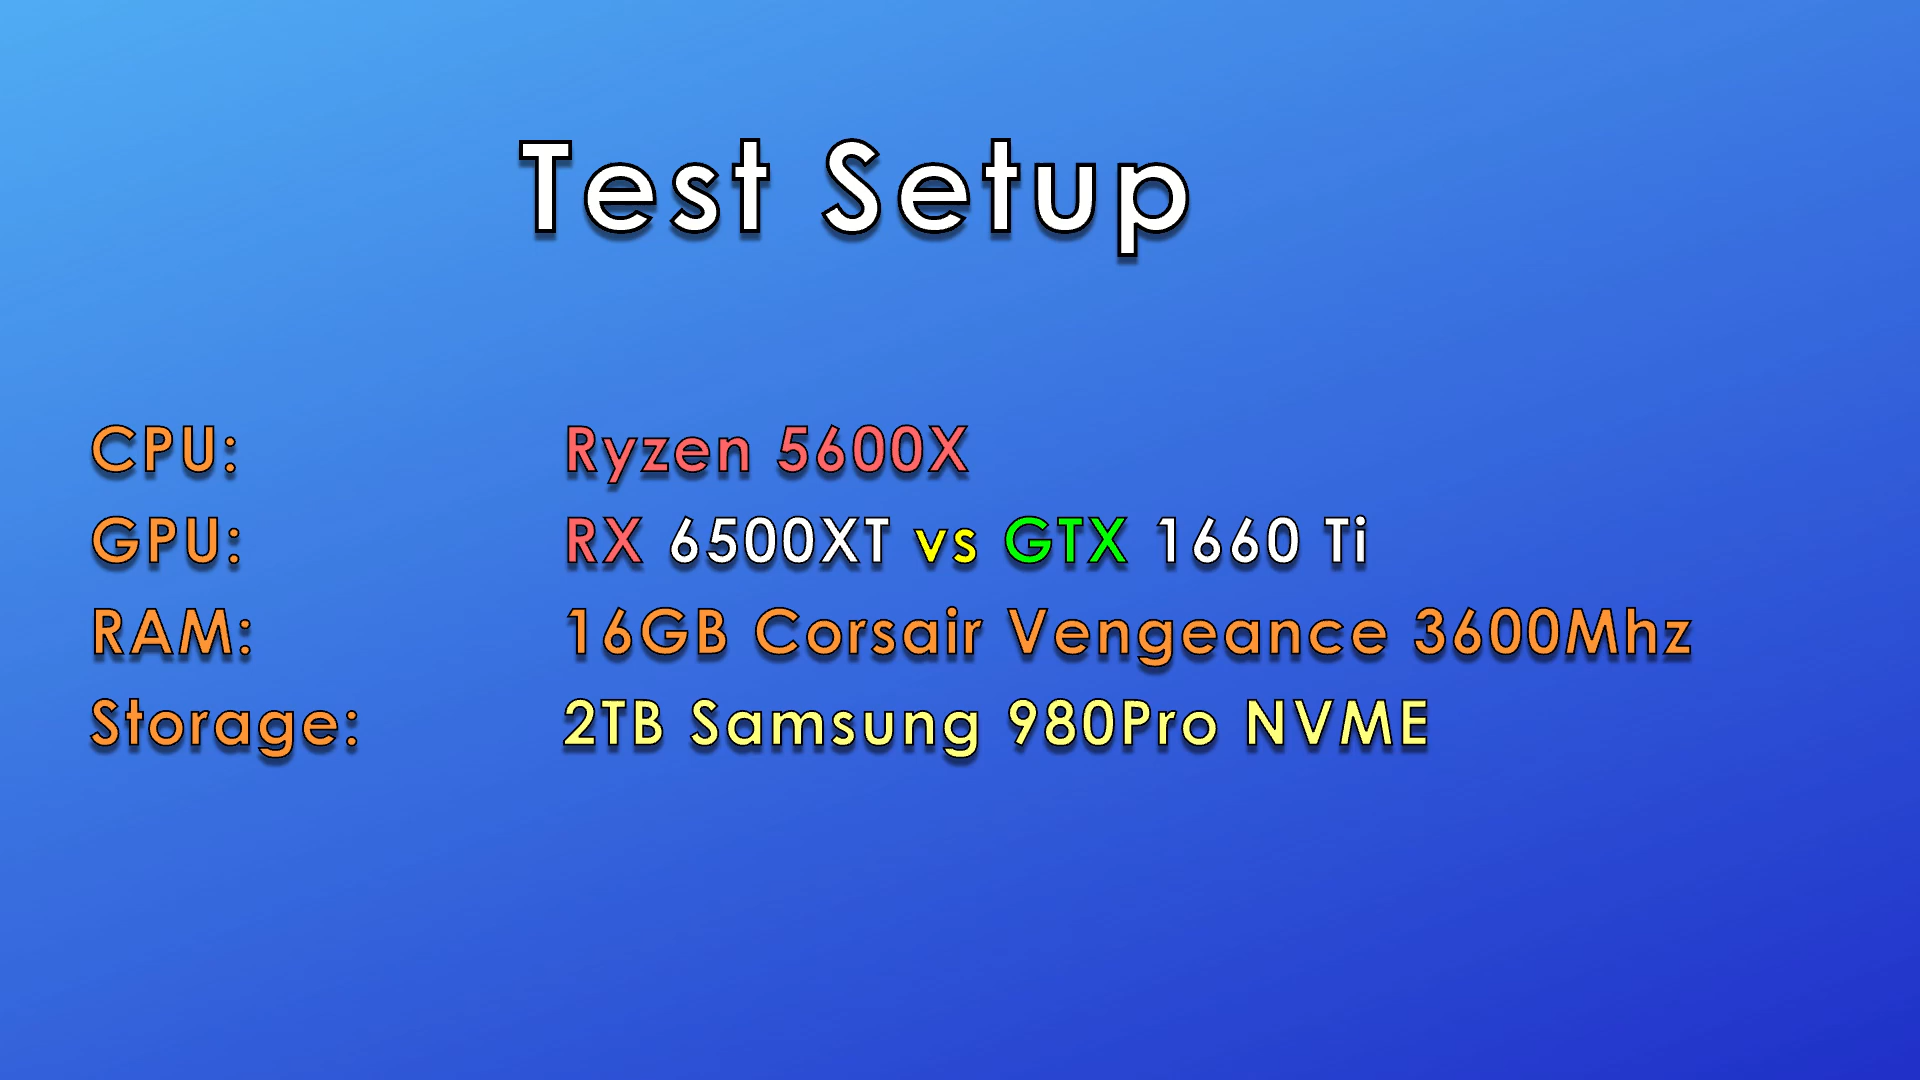 Test Setup
CPU: Ryzen 5600X
GPU: RX 6500XT vs GTX 1660 Ti
RAM: 16GB Corsair Vengeance 3600Mhz
Storage: 2TB Samsung 980Pro NVME